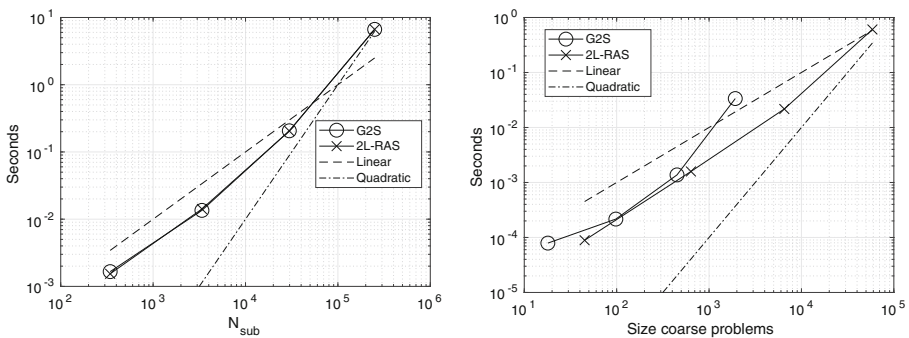 10^1
10^0
10^-1
10^-2
10^-3
Seconds
10^2
10^3
10^4
10^5
10^6
N_sub
G2S
2L-RAS
Linear
Quadratic
10^0
10^-1
10^-2
10^-3
10^-4
10^-5
Seconds
10^1
10^2
10^3
10^4
10^5
Size coarse problems
G2S
2L-RAS
Linear
Quadratic